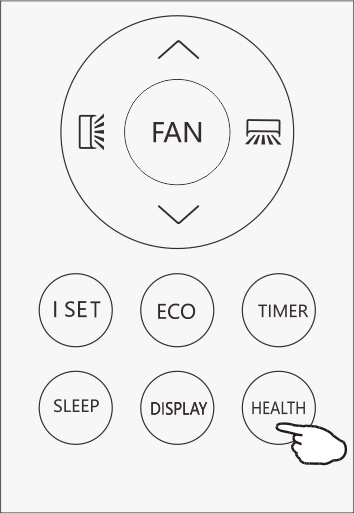 FAN
I SET
ECO
TIMER
SLEEP
DISPLAY
HEALTH